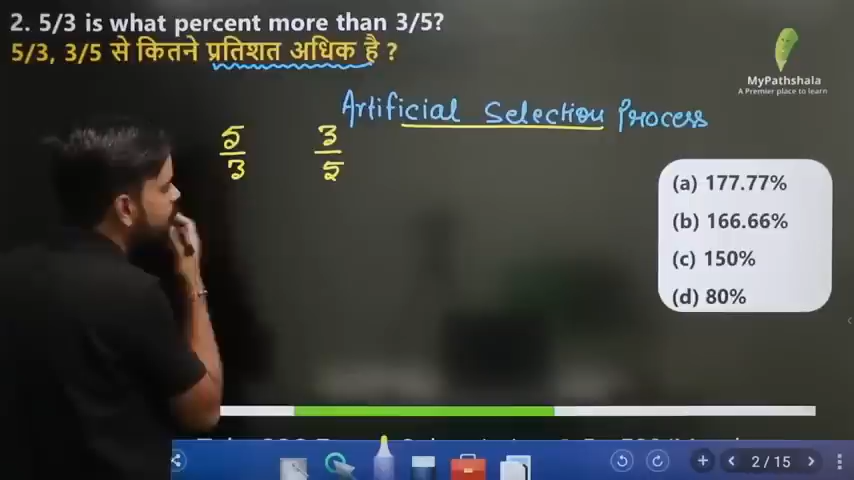 2. 5/3 is what percent more than 3/5?
5/3, 3/5 से कितने प्रतिशत अधिक है ?
MyPathshala
A Premier place to learn
Artificial Selection Process
5/3 3/5
(a) 177.77%
(b) 166.66%
(c) 150%
(d) 80%
2 / 15